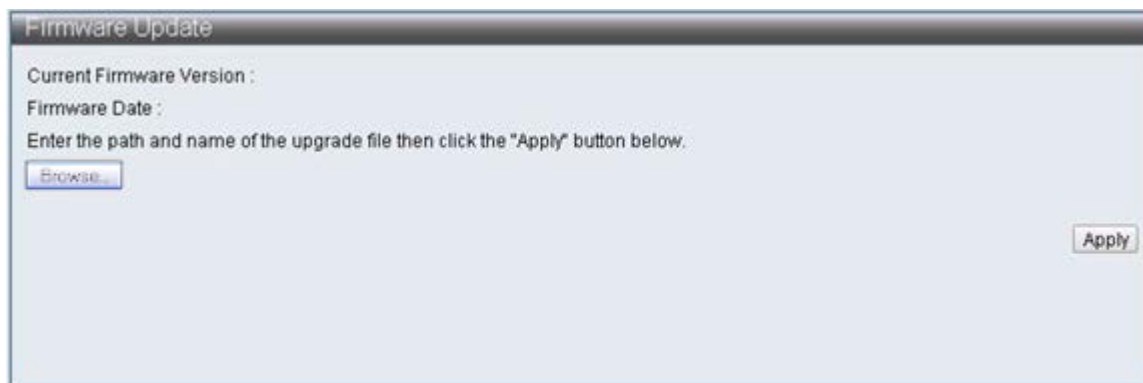 Firmware Update
Current Firmware Version :
Firmware Date :
Enter the path and name of the upgrade file then click the "Apply" button below.
Browse..
Apply